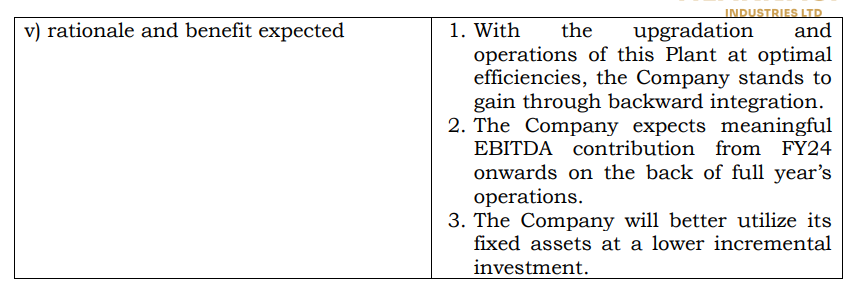 INDUSTRIES LTD
v) rationale and benefit expected
1. With the upgradation and
operations of this Plant at optimal
efficiencies, the Company stands to
gain through backward integration.
2. The Company expects meaningful
EBITDA contribution from FY24
onwards on the back of full year's
operations.
3. The Company will better utilize its
fixed assets at a lower incremental
investment.